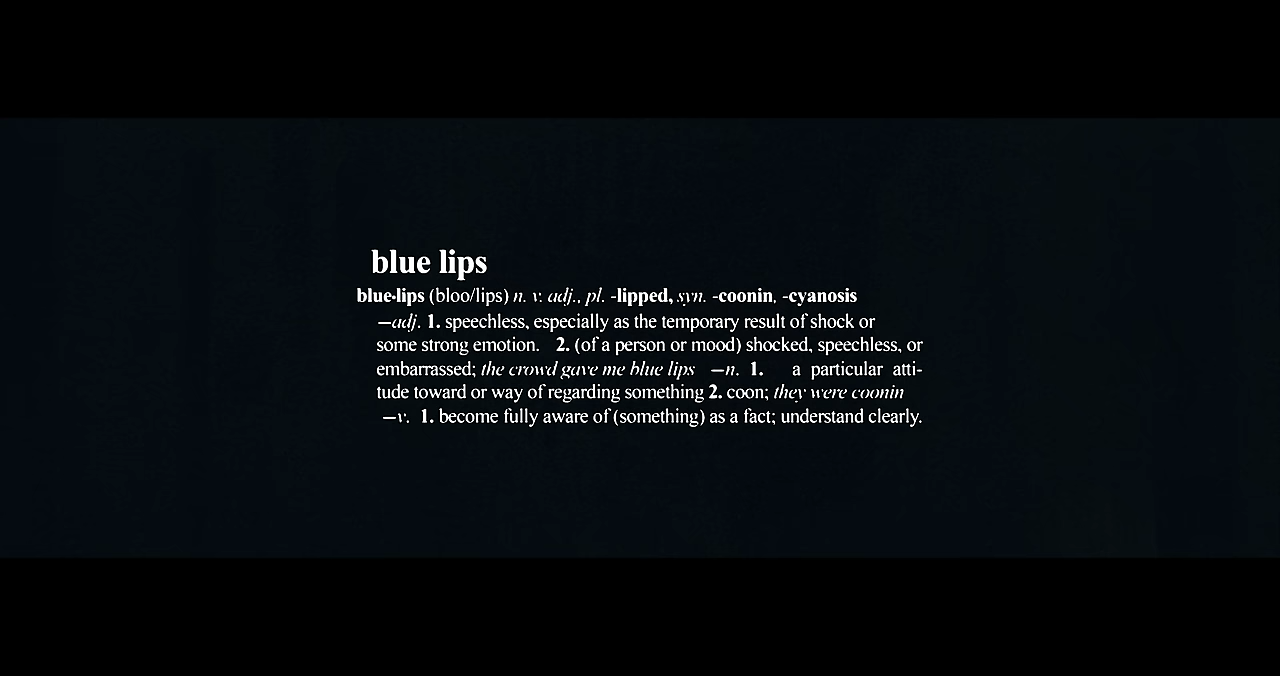 blue lips
blue•lips (bloo/lips) n. v. adj., pl. -lipped, syn. -coonin, -cyanosis
—adj. 1. speechless, especially as the temporary result of shock or
some strong emotion. 2. (of a person or mood) shocked, speechless, or
embarrassed; the crowd gave me blue lips —n. 1. a particular atti-
tude toward or way of regarding something 2. coon; they were coonin
—v. 1. become fully aware of (something) as a fact; understand clearly.